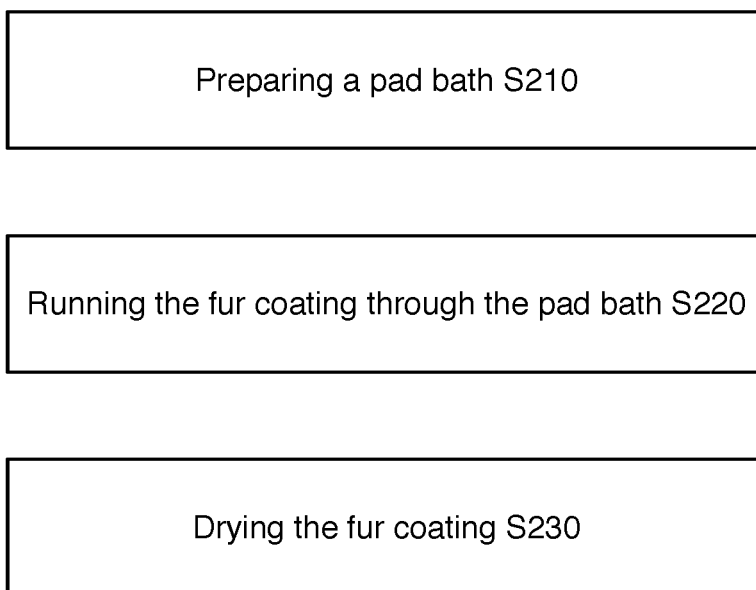 Preparing a pad bath S210
Running the fur coating through the pad bath S220
Drying the fur coating S230